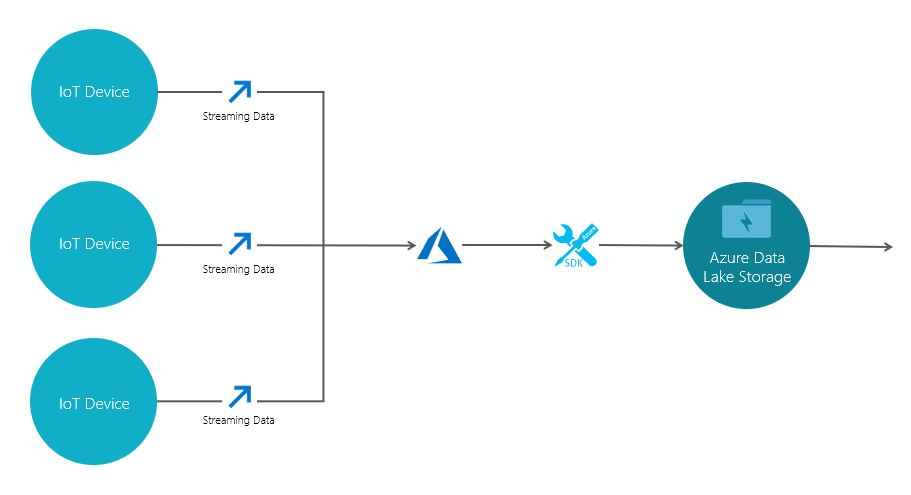 IoT Device
Streaming Data
IoT Device
Streaming Data
Azure
SDK
Azure Data
Lake Storage
IoT Device
Streaming Data